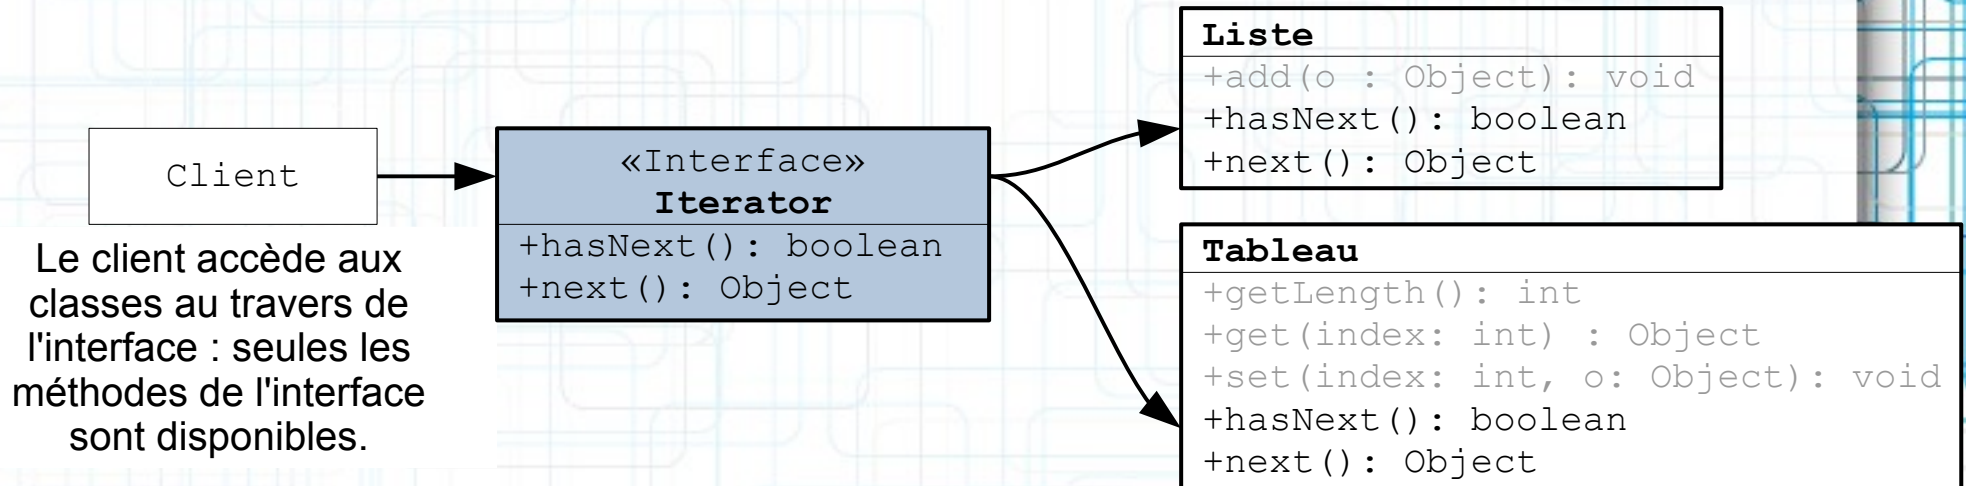 Client
Le client accède aux
classes au travers de
l'interface : seules les
méthodes de l'interface
sont disponibles.
«Interface»
Iterator
+hasNext(): boolean
+next(): Object
Liste
+add(o : Object): void
+hasNext(): boolean
+next(): Object
Tableau
+getLength(): int
+get(index: int) : Object
+set(index: int, o: Object): void
+hasNext(): boolean
+next(): Object